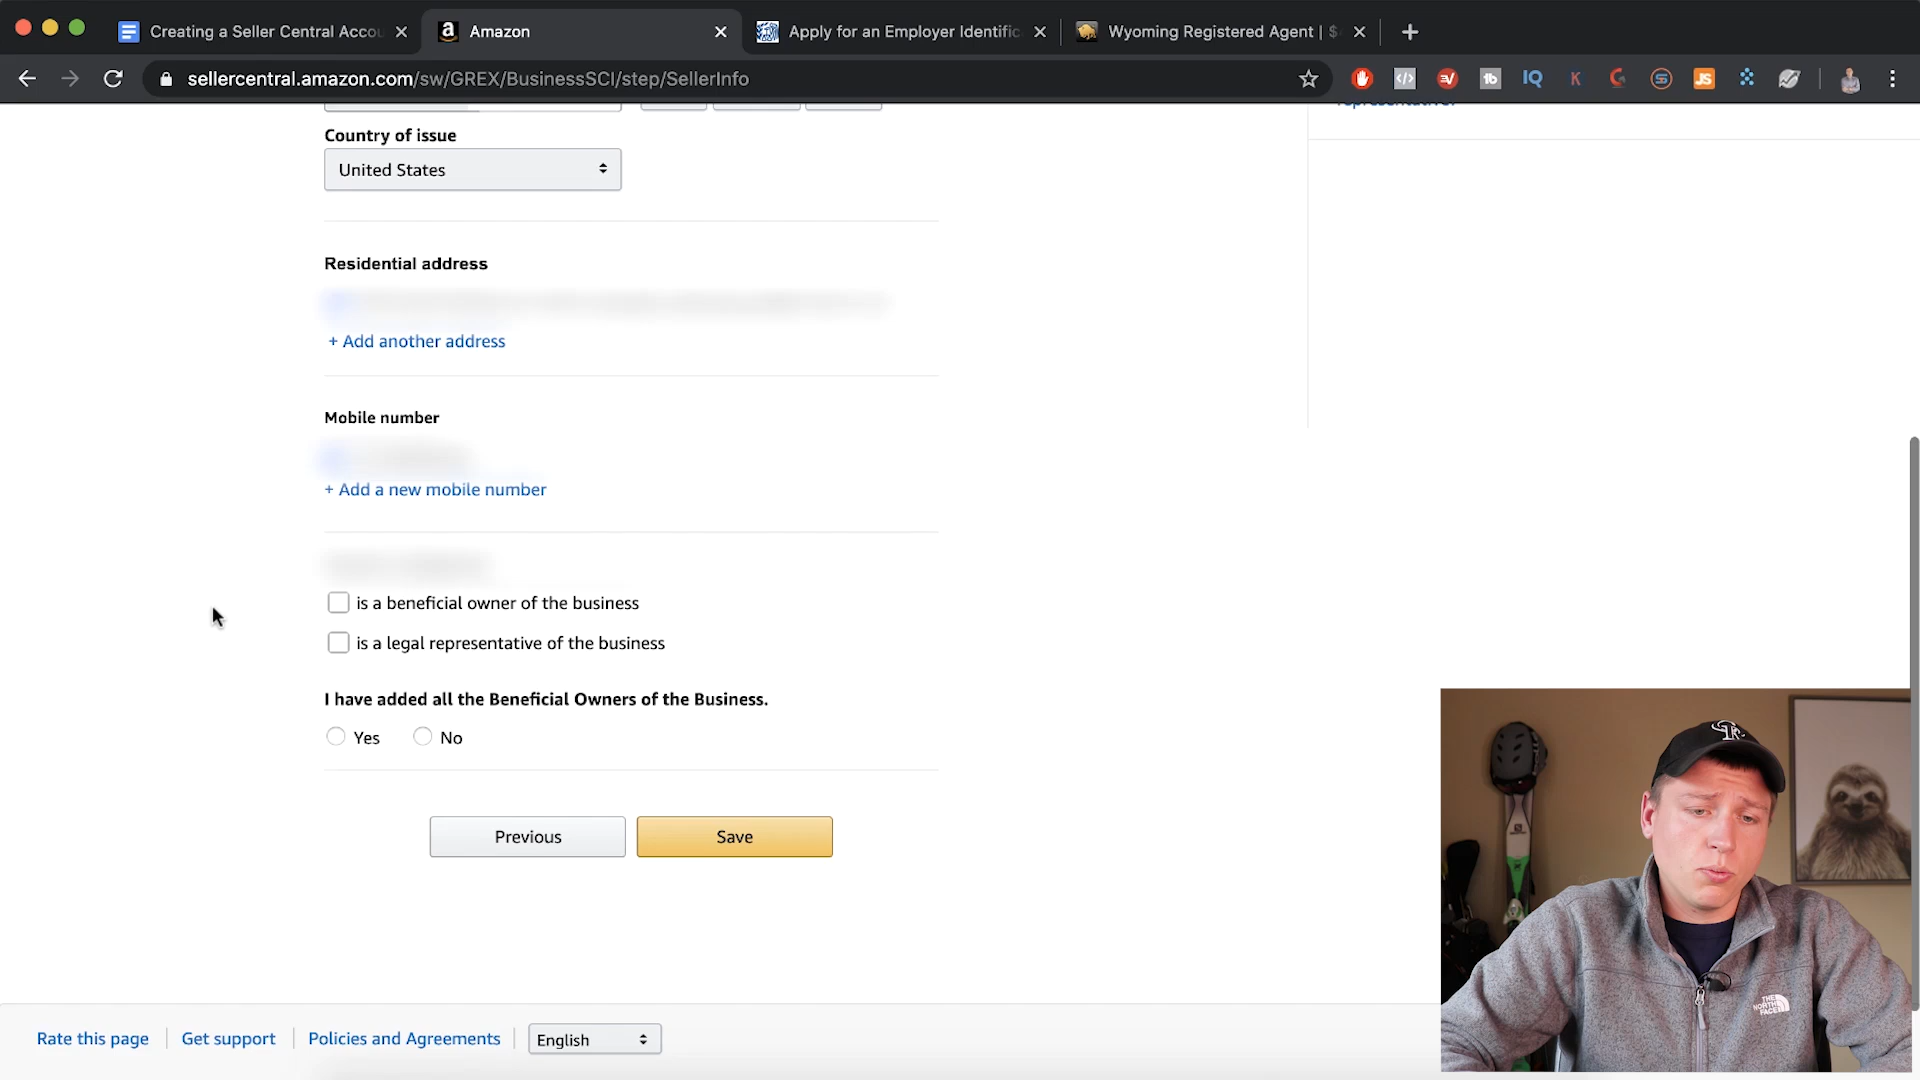 Creating a Seller Central Accou
Amazon
Apply for an Employer Identific
Wyoming Registered Agent | $
sellercentral.amazon.com/sw/GREX/BusinessSCI/step/SellerInfo
Country of issue
United States
Residential address
+ Add another address
Mobile number
+ Add a new mobile number
is a beneficial owner of the business
is a legal representative of the business
I have added all the Beneficial Owners of the Business.
Yes No
Previous Save
Rate this page Get support Policies and Agreements English
THE NORTH FACE